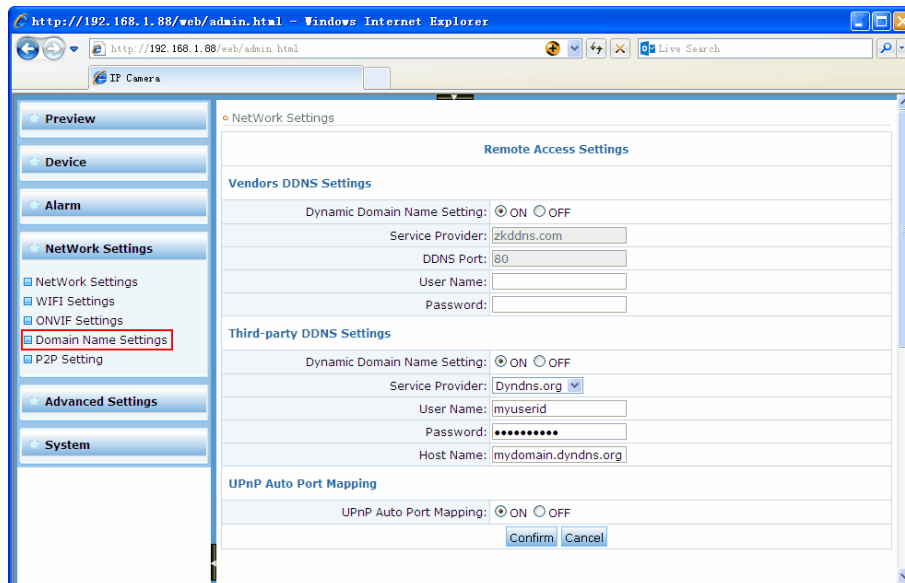 http://192.168.1.88/web/admin.html - Windows Internet Explorer
http://192.168.1.88/web/admin.html
Live Search
IP Camera
Preview
Device
Alarm
NetWork Settings
NetWork Settings
WIFI Settings
ONVIF Settings
Domain Name Settings
P2P Setting
Advanced Settings
System
NetWork Settings
Remote Access Settings
Vendors DDNS Settings
Dynamic Domain Name Setting: ON OFF
Service Provider: zkddns.com
DDNS Port: 80
User Name:
Password:
Third-party DDNS Settings
Dynamic Domain Name Setting: ON OFF
Service Provider: Dyndns.org
User Name: myuserid
Password: ••••••••••
Host Name: mydomain.dyndns.org
UPnP Auto Port Mapping
UPnP Auto Port Mapping: ON OFF
Confirm Cancel